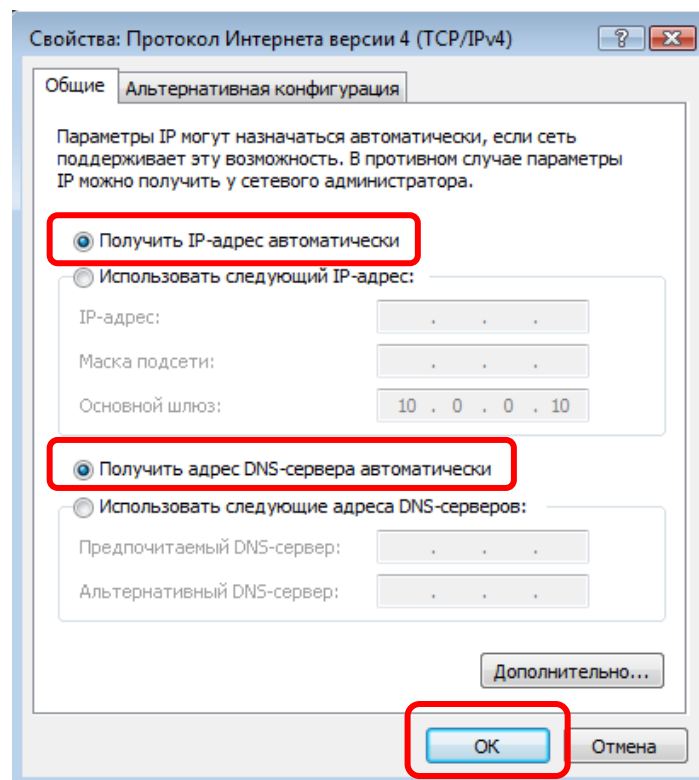 Свойства: Протокол Интернета версии 4 (TCP/IPv4)
Общие
Альтернативная конфигурация
Параметры IP могут назначаться автоматически, если сеть
поддерживает эту возможность. В противном случае параметры
IP можно получить у сетевого администратора.
Получить IP-адрес автоматически
Использовать следующий IP-адрес:
IP-адрес: . . .
Маска подсети: . . .
Основной шлюз: 10 . 0 . 0 . 10
Получить адрес DNS-сервера автоматически
Использовать следующие адреса DNS-серверов:
Предпочитаемый DNS-сервер: . . .
Альтернативный DNS-сервер: . . .
Дополнительно...
ОК Отмена